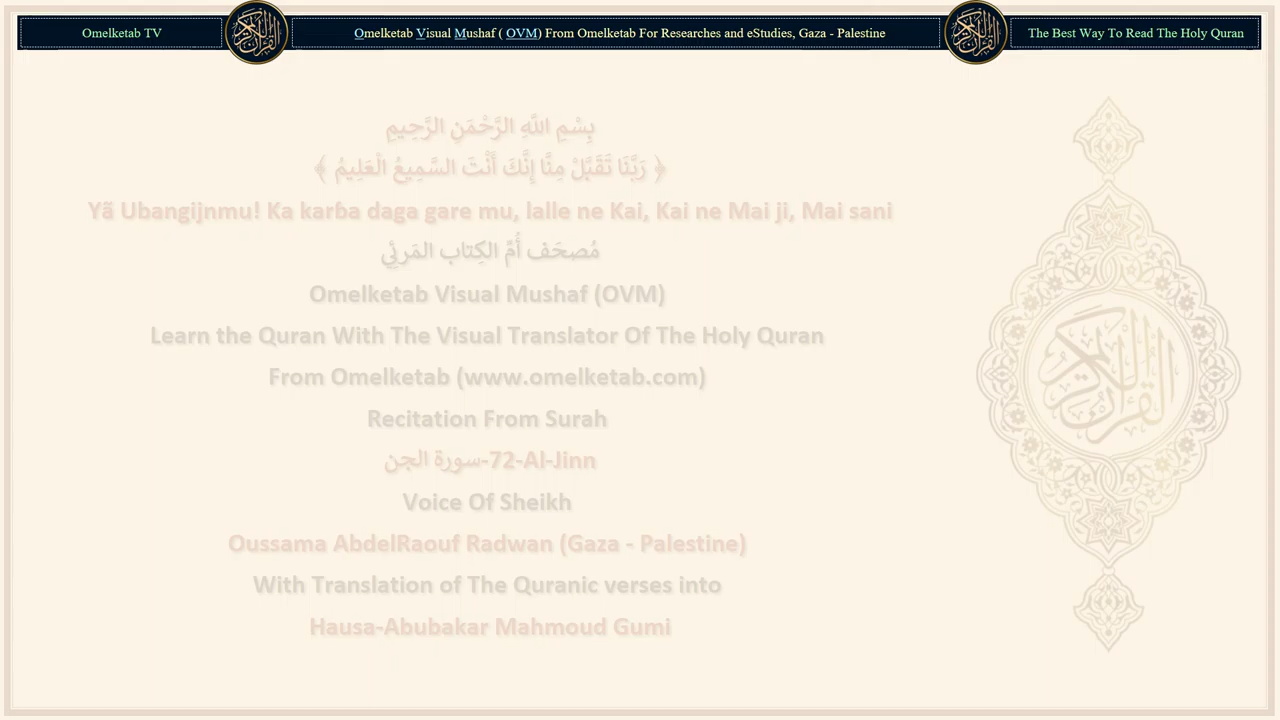 Omelketab TV
Omelketab Visual Mushaf ( OVM) From Omelketab For Researches and eStudies, Gaza - Palestine
The Best Way To Read The Holy Quran
بِسْمِ اللَّهِ الرَّحْمَنِ الرَّحِيمِ
﴿ رَبَّنَا تَقَبَّلْ مِنَّا إِنَّكَ أَنْتَ السَّمِيعُ الْعَلِيمُ ﴾
Yã Ubangijnmu! Ka karɓa daga gare mu, lalle ne Kai, Kai ne Mai ji, Mai sani
مُصحَف أُمِّ الكِتاب المَرئِي
Omelketab Visual Mushaf (OVM)
Learn the Quran With The Visual Translator Of The Holy Quran
From Omelketab (www.omelketab.com)
Recitation From Surah
سورة الجن-72-Al-Jinn
Voice Of Sheikh
Oussama AbdelRaouf Radwan (Gaza - Palestine)
With Translation of The Quranic verses into
Hausa-Abubakar Mahmoud Gumi
القرآن الكريم